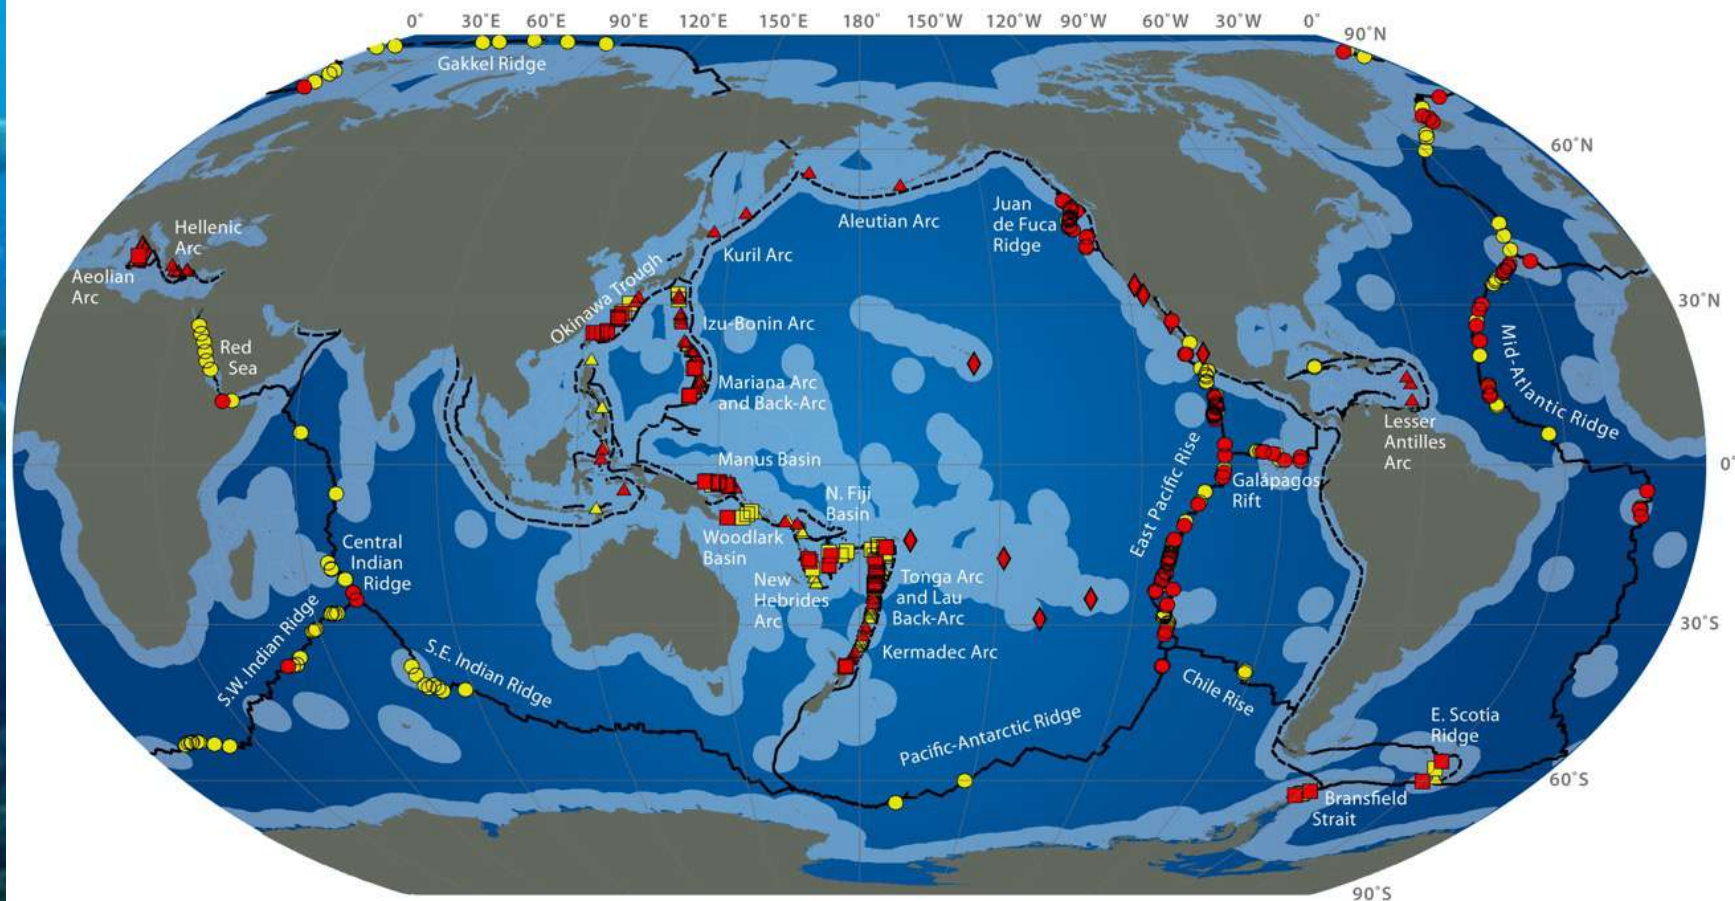 0°
30°E
60°E
90°E
120°E
150°E
180°
150°W
120°W
90°W
60°W
30°W
0°
90°N
Gakkel Ridge
60°N
Hellenic
Arc
Aeolian
Arc
Aleutian Arc
Juan
de Fuca
Ridge
Kuril Arc
Okinawa Trough
30°N
Izu-Bonin Arc
Red
Sea
Mid-Atlantic Ridge
Mariana Arc
and Back-Arc
Lesser
Antilles
Arc
Manus Basin
0°
East Pacific Rise
Galápagos
Rift
N. Fiji
Basin
Woodlark
Basin
Central
Indian
Ridge
New
Hebrides
Arc
Tonga Arc
and Lau
Back-Arc
30°S
S.W. Indian Ridge
S.E. Indian Ridge
Kermadec Arc
Chile Rise
Pacific-Antarctic Ridge
E. Scotia
Ridge
60°S
Bransfield
Strait
90°S